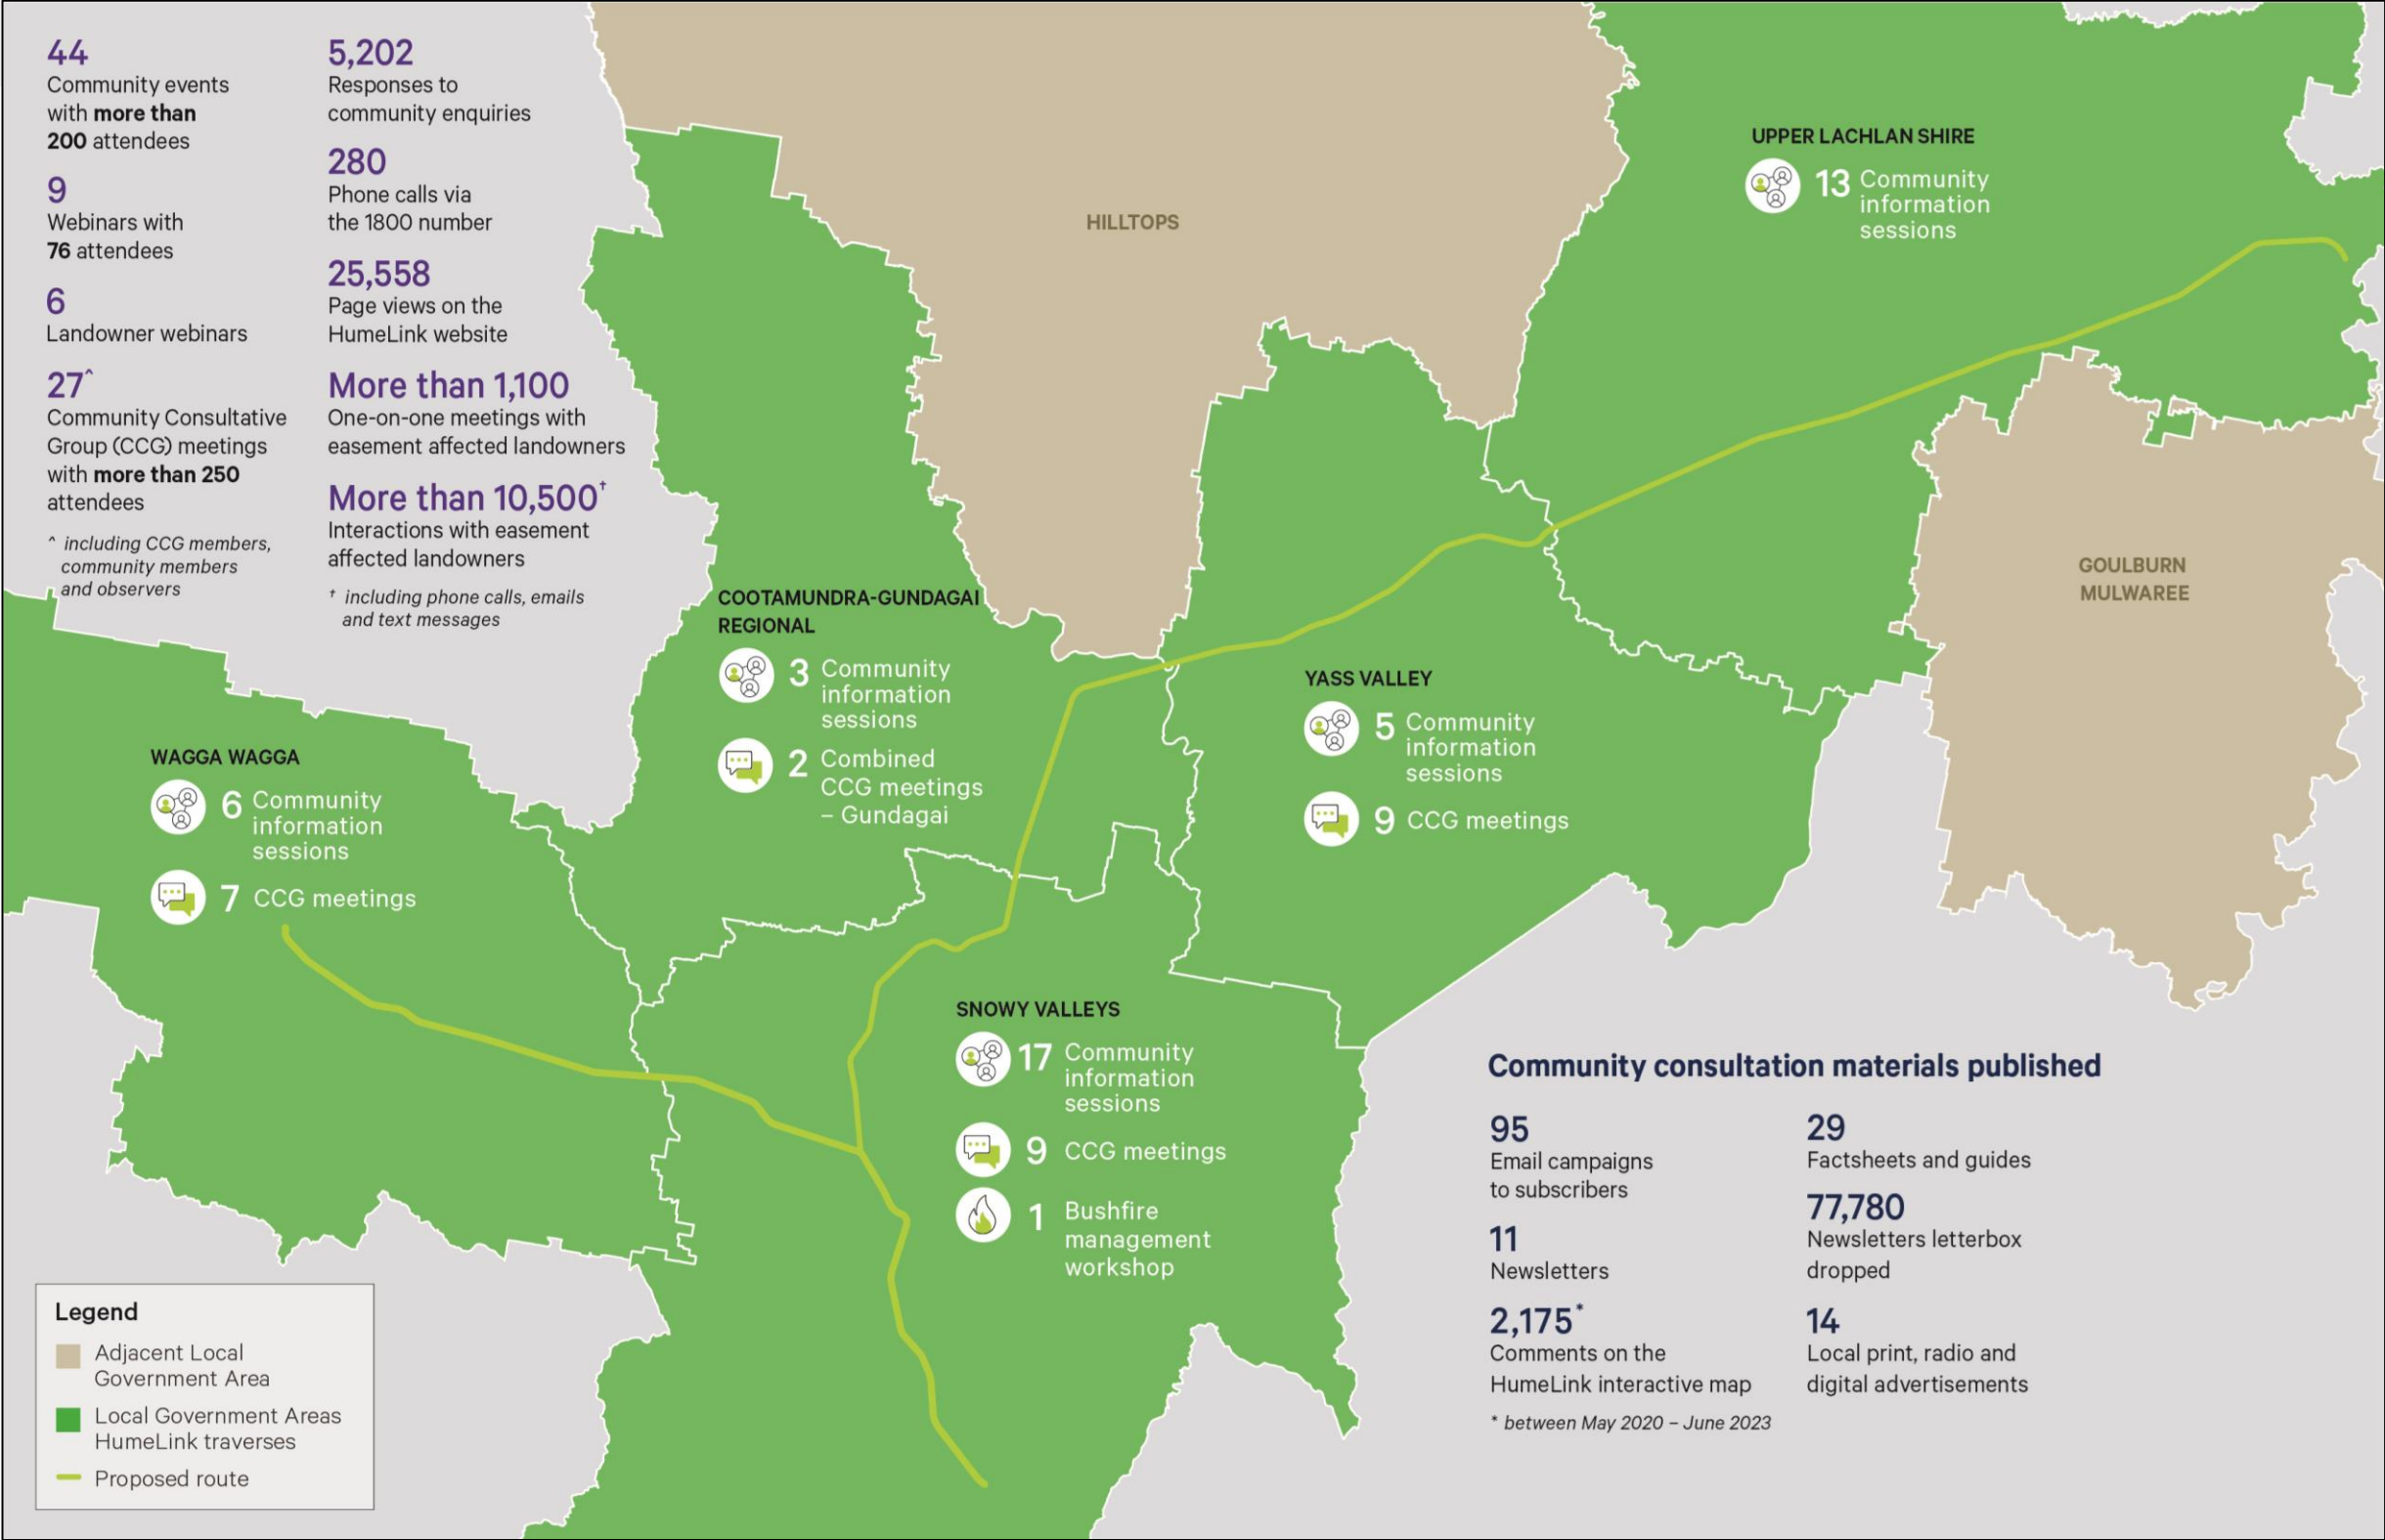 44
Community events
with more than
200 attendees
9
Webinars with
76 attendees
6
Landowner webinars
27^
Community Consultative
Group (CCG) meetings
with more than 250
attendees
^ including CCG members,
community members
and observers
5,202
Responses to
community enquiries
280
Phone calls via
the 1800 number
25,558
Page views on the
HumeLink website
More than 1,100
One-on-one meetings with
easement affected landowners
More than 10,500†
Interactions with easement
affected landowners
† including phone calls, emails
and text messages
HILLTOPS
UPPER LACHLAN SHIRE
13 Community
information
sessions
GOULBURN
MULWAREE
COOTAMUNDRA-GUNDAGAI
REGIONAL
3 Community
information
sessions
2 Combined
CCG meetings
– Gundagai
YASS VALLEY
5 Community
information
sessions
9 CCG meetings
WAGGA WAGGA
6 Community
information
sessions
7 CCG meetings
SNOWY VALLEYS
17 Community
information
sessions
9 CCG meetings
1 Bushfire
management
workshop
Community consultation materials published
95
Email campaigns
to subscribers
11
Newsletters
2,175*
Comments on the
HumeLink interactive map
* between May 2020 – June 2023
29
Factsheets and guides
77,780
Newsletters letterbox
dropped
14
Local print, radio and
digital advertisements
Legend
Adjacent Local
Government Area
Local Government Areas
HumeLink traverses
Proposed route